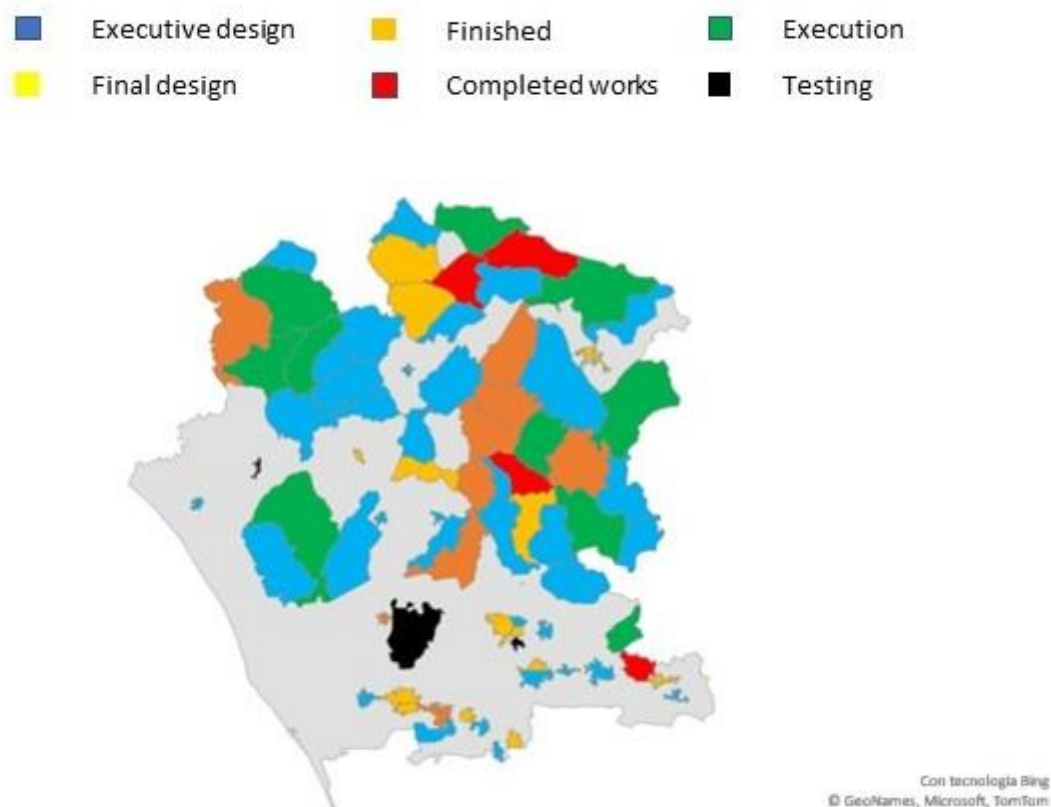 Executive design Finished Execution
Final design Completed works Testing
Con tecnologia Bing
© GeoNames, Microsoft, TomTom